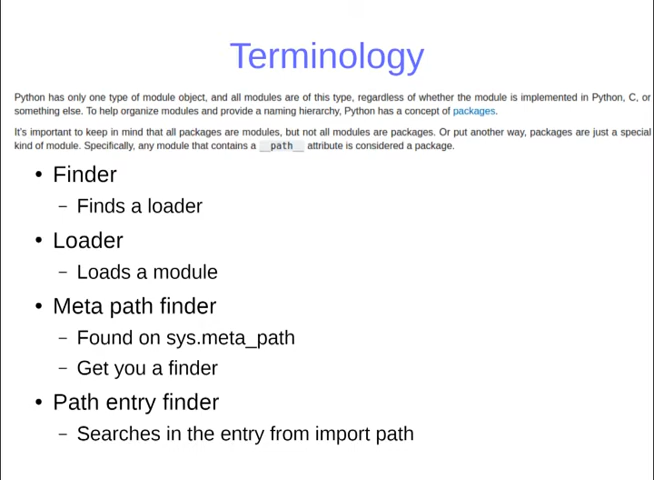 Terminology
Python has only one type of module object, and all modules are of this type, regardless of whether the module is implemented in Python, C, or
something else. To help organize modules and provide a naming hierarchy, Python has a concept of packages.
It's important to keep in mind that all packages are modules, but not all modules are packages. Or put another way, packages are just a special
kind of module. Specifically, any module that contains a __path__ attribute is considered a package.
• Finder
– Finds a loader
• Loader
– Loads a module
• Meta path finder
– Found on sys.meta_path
– Get you a finder
• Path entry finder
– Searches in the entry from import path